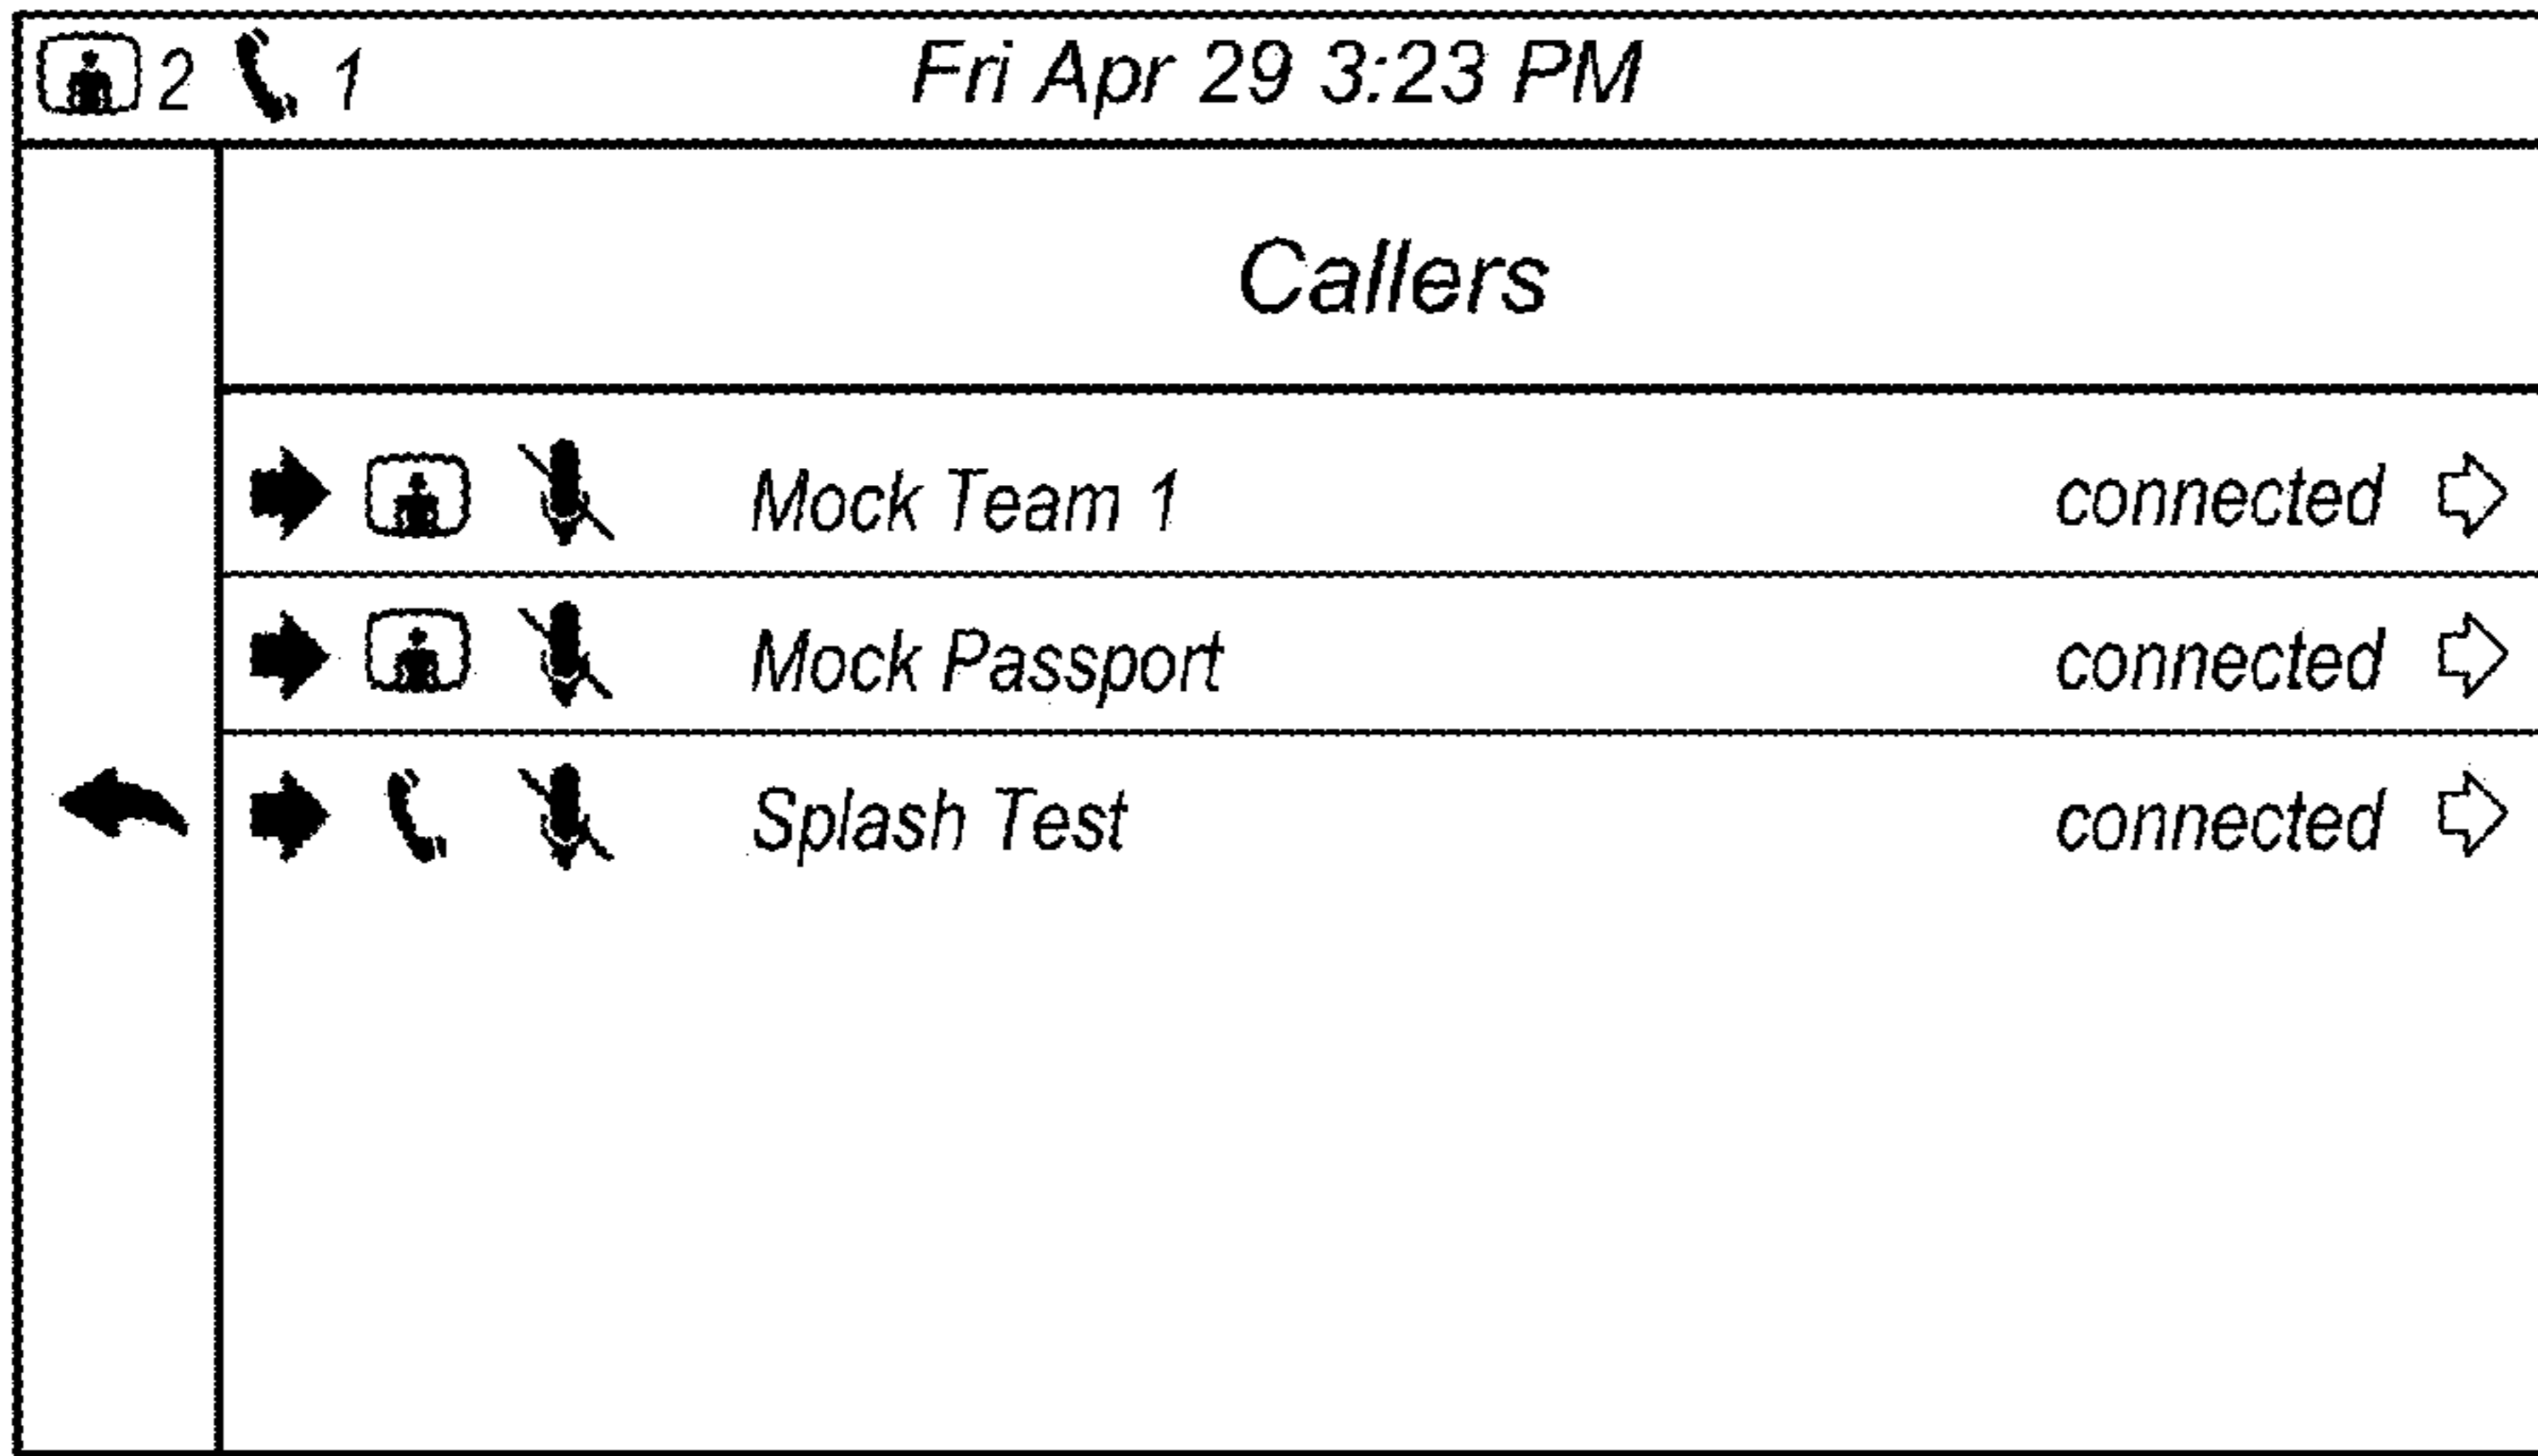 2 1 Fri Apr 29 3:23 PM
Callers
Mock Team 1 connected
Mock Passport connected
Splash Test connected